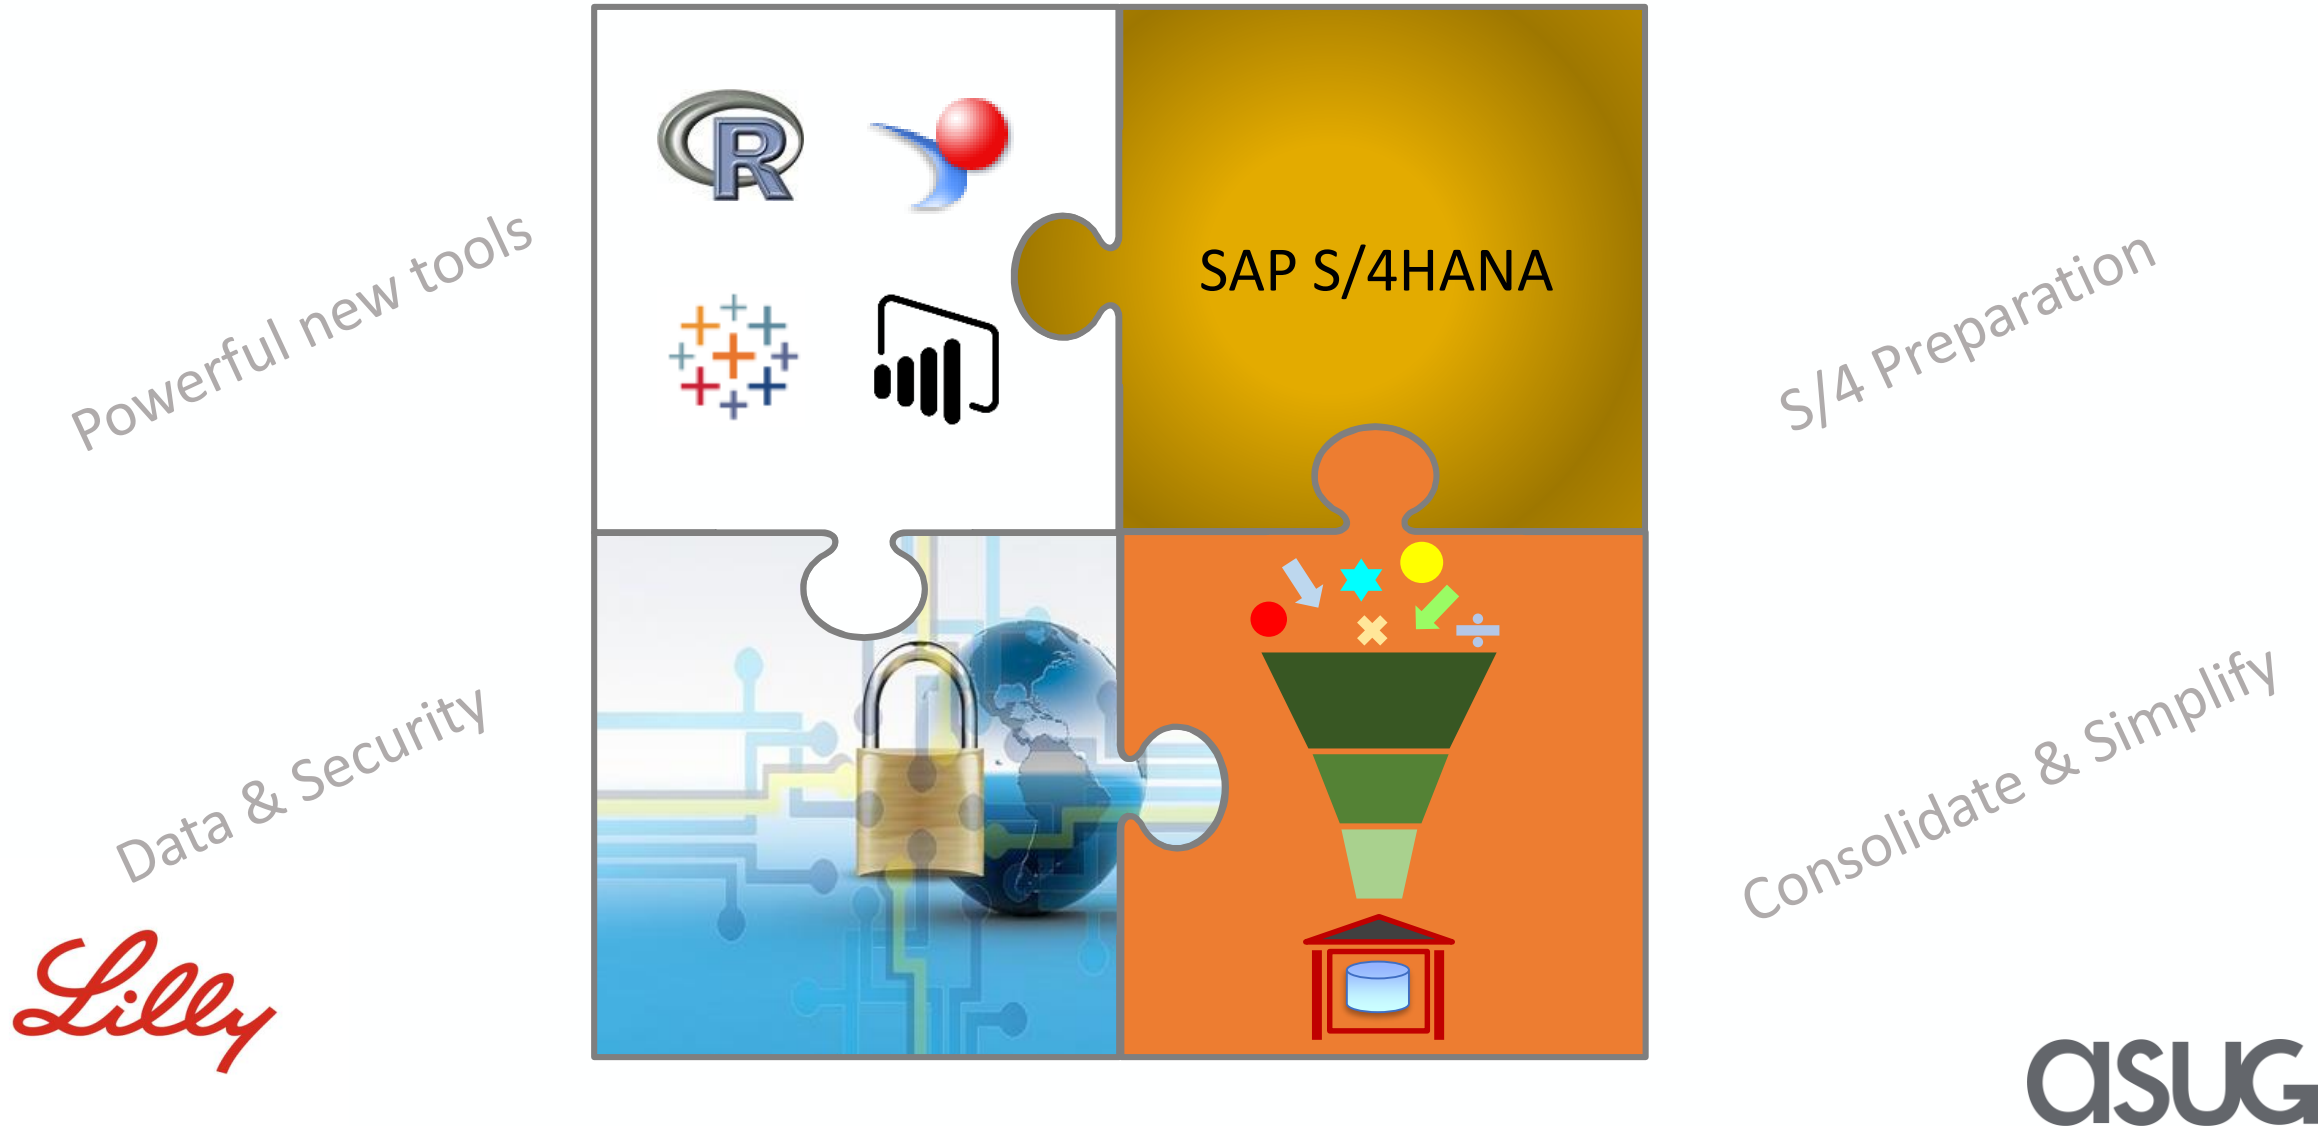 R
SAP S/4HANA
Powerful new tools
S/4 Preparation
Data & Security
Consolidate & Simplify
Lilly
asug